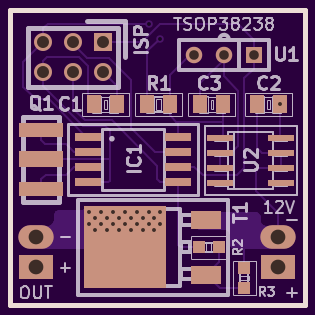 TSOP38238
ISP
U1
R1 C3 C2
Q1 C1
IC1
U2
T1
12V
−
−
R2
+
OUT
R3 +